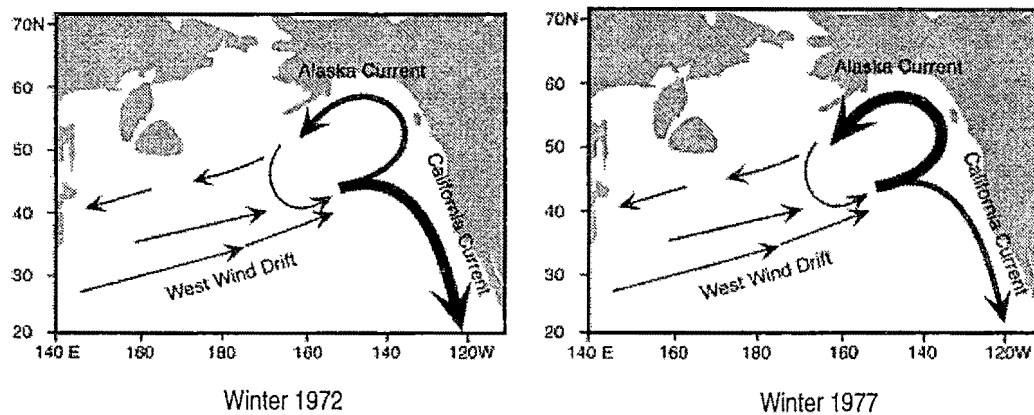 70N
60
50
40
30
20
140 E
160
180
160
140
120W
Alaska Current
California Current
West Wind Drift
Winter 1972
70N
60
50
40
30
20
140 E
160
180
160
140
120W
Alaska Current
California Current
West Wind Drift
Winter 1977